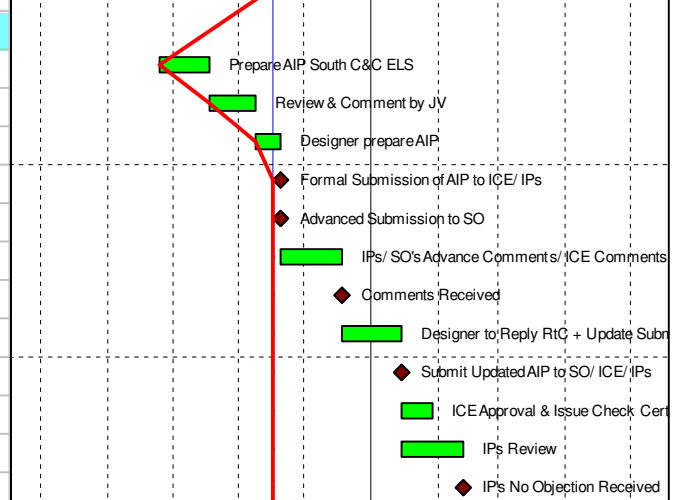 Prepare AIP South C&C ELS
Review & Comment by JV
Designer prepare AIP
Formal Submission of AIP to ICE/ IPs
Advanced Submission to SO
IPs/ SO's Advance Comments/ ICE Comments
Comments Received
Designer to Reply RtC + Update Subm
Submit Updated AIP to SO/ ICE/ IPs
ICE Approval & Issue Check Cert
IPs Review
IP's No Objection Received